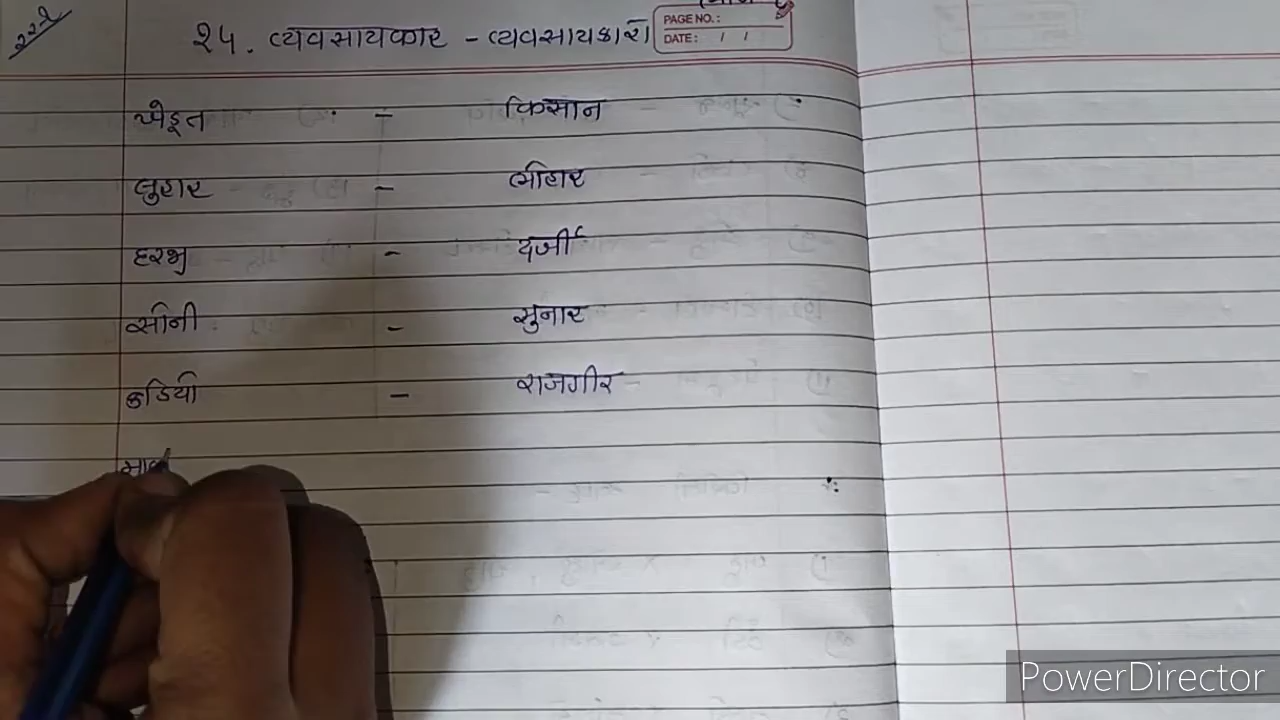 २५. व्यवसायकार - व्यवसायकारो
PAGE NO.:
DATE: / /
खेडूत - किसान
लुहार - लोहार
दरजी - दर्जी
सोनी - सुनार
कडियो - राजगीर
PowerDirector